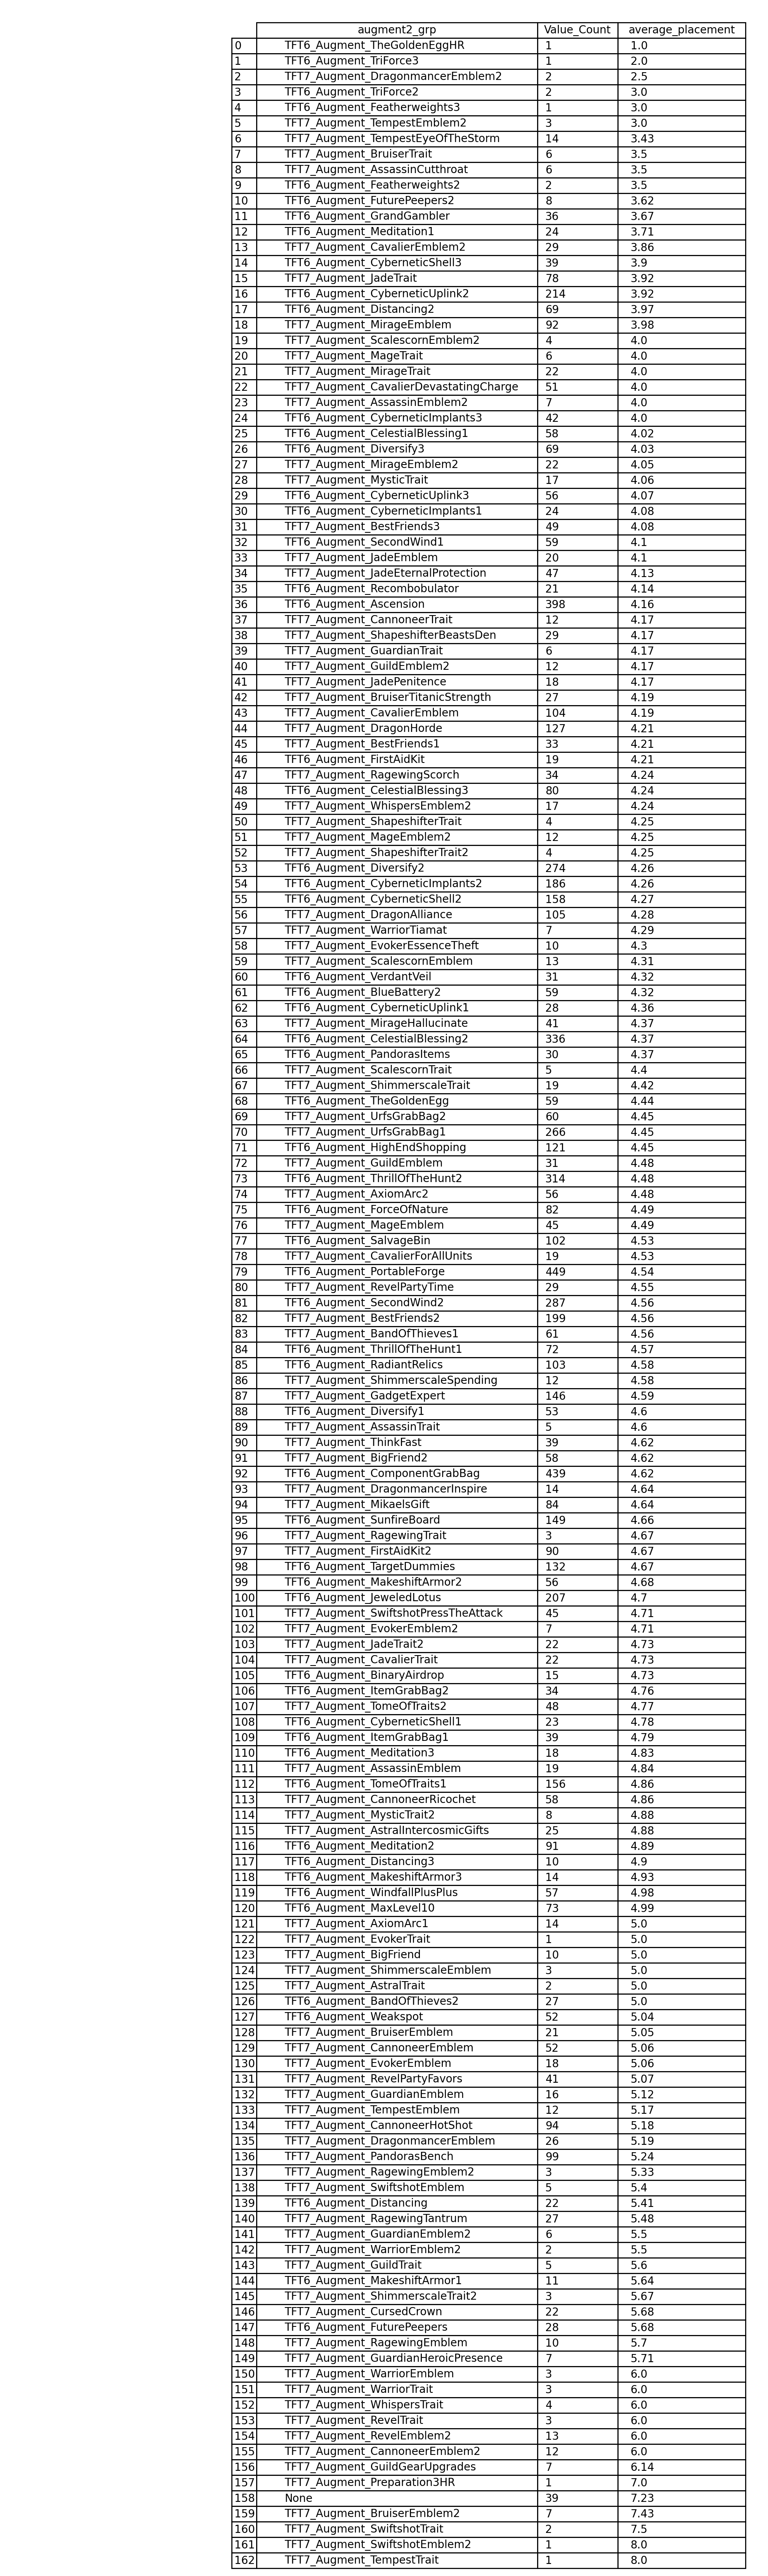 augment2_grp Value_Count average_placement
0 TFT6_Augment_TheGoldenEggHR 1 1.0
1 TFT6_Augment_TriForce3 1 2.0
2 TFT7_Augment_DragonmancerEmblem2 2 2.5
3 TFT6_Augment_TriForce2 2 3.0
4 TFT6_Augment_Featherweights3 1 3.0
5 TFT7_Augment_TempestEmblem2 3 3.0
6 TFT7_Augment_TempestEyeOfTheStorm 14 3.43
7 TFT7_Augment_BruiserTrait 6 3.5
8 TFT7_Augment_AssassinCutthroat 6 3.5
9 TFT6_Augment_Featherweights2 2 3.5
10 TFT6_Augment_FuturePeepers2 8 3.62
11 TFT6_Augment_GrandGambler 36 3.67
12 TFT6_Augment_Meditation1 24 3.71
13 TFT7_Augment_CavalierEmblem2 29 3.86
14 TFT6_Augment_CyberneticShell3 39 3.9
15 TFT7_Augment_JadeTrait 78 3.92
16 TFT6_Augment_CyberneticUplink2 214 3.92
17 TFT6_Augment_Distancing2 69 3.97
18 TFT7_Augment_MirageEmblem 92 3.98
19 TFT7_Augment_ScalescornEmblem2 4 4.0
20 TFT7_Augment_MageTrait 6 4.0
21 TFT7_Augment_MirageTrait 22 4.0
22 TFT7_Augment_CavalierDevastatingCharge 51 4.0
23 TFT7_Augment_AssassinEmblem2 7 4.0
24 TFT6_Augment_CyberneticImplants3 42 4.0
25 TFT6_Augment_CelestialBlessing1 58 4.02
26 TFT6_Augment_Diversify3 69 4.03
27 TFT7_Augment_MirageEmblem2 22 4.05
28 TFT7_Augment_MysticTrait 17 4.06
29 TFT6_Augment_CyberneticUplink3 56 4.07
30 TFT6_Augment_CyberneticImplants1 24 4.08
31 TFT7_Augment_BestFriends3 49 4.08
32 TFT6_Augment_SecondWind1 59 4.1
33 TFT7_Augment_JadeEmblem 20 4.1
34 TFT7_Augment_JadeEternalProtection 47 4.13
35 TFT6_Augment_Recombobulator 21 4.14
36 TFT6_Augment_Ascension 398 4.16
37 TFT7_Augment_CannoneerTrait 12 4.17
38 TFT7_Augment_ShapeshifterBeastsDen 29 4.17
39 TFT7_Augment_GuardianTrait 6 4.17
40 TFT7_Augment_GuildEmblem2 12 4.17
41 TFT7_Augment_JadePenitence 18 4.17
42 TFT7_Augment_BruiserTitanicStrength 27 4.19
43 TFT7_Augment_CavalierEmblem 104 4.19
44 TFT7_Augment_DragonHorde 127 4.21
45 TFT7_Augment_BestFriends1 33 4.21
46 TFT6_Augment_FirstAidKit 19 4.21
47 TFT7_Augment_RagewingScorch 34 4.24
48 TFT6_Augment_CelestialBlessing3 80 4.24
49 TFT7_Augment_WhispersEmblem2 17 4.24
50 TFT7_Augment_ShapeshifterTrait 4 4.25
51 TFT7_Augment_MageEmblem2 12 4.25
52 TFT7_Augment_ShapeshifterTrait2 4 4.25
53 TFT6_Augment_Diversify2 274 4.26
54 TFT6_Augment_CyberneticImplants2 186 4.26
55 TFT6_Augment_CyberneticShell2 158 4.27
56 TFT7_Augment_DragonAlliance 105 4.28
57 TFT7_Augment_WarriorTiamat 7 4.29
58 TFT7_Augment_EvokerEssenceTheft 10 4.3
59 TFT7_Augment_ScalescornEmblem 13 4.31
60 TFT6_Augment_VerdantVeil 31 4.32
61 TFT6_Augment_BlueBattery2 59 4.32
62 TFT6_Augment_CyberneticUplink1 28 4.36
63 TFT7_Augment_MirageHallucinate 41 4.37
64 TFT6_Augment_CelestialBlessing2 336 4.37
65 TFT6_Augment_PandorasItems 30 4.37
66 TFT7_Augment_ScalescornTrait 5 4.4
67 TFT7_Augment_ShimmerscaleTrait 19 4.42
68 TFT6_Augment_TheGoldenEgg 59 4.44
69 TFT7_Augment_UrfsGrabBag2 60 4.45
70 TFT7_Augment_UrfsGrabBag1 266 4.45
71 TFT6_Augment_HighEndShopping 121 4.45
72 TFT7_Augment_GuildEmblem 31 4.48
73 TFT6_Augment_ThrillOfTheHunt2 314 4.48
74 TFT7_Augment_AxiomArc2 56 4.48
75 TFT6_Augment_ForceOfNature 82 4.49
76 TFT7_Augment_MageEmblem 45 4.49
77 TFT6_Augment_SalvageBin 102 4.53
78 TFT7_Augment_CavalierForAllUnits 19 4.53
79 TFT6_Augment_PortableForge 449 4.54
80 TFT7_Augment_RevelPartyTime 29 4.55
81 TFT6_Augment_SecondWind2 287 4.56
82 TFT7_Augment_BestFriends2 199 4.56
83 TFT7_Augment_BandOfThieves1 61 4.56
84 TFT6_Augment_ThrillOfTheHunt1 72 4.57
85 TFT6_Augment_RadiantRelics 103 4.58
86 TFT7_Augment_ShimmerscaleSpending 12 4.58
87 TFT7_Augment_GadgetExpert 146 4.59
88 TFT6_Augment_Diversify1 53 4.6
89 TFT7_Augment_AssassinTrait 5 4.6
90 TFT7_Augment_ThinkFast 39 4.62
91 TFT7_Augment_BigFriend2 58 4.62
92 TFT6_Augment_ComponentGrabBag 439 4.62
93 TFT7_Augment_DragonmancerInspire 14 4.64
94 TFT7_Augment_MikaelsGift 84 4.64
95 TFT6_Augment_SunfireBoard 149 4.66
96 TFT7_Augment_RagewingTrait 3 4.67
97 TFT7_Augment_FirstAidKit2 90 4.67
98 TFT6_Augment_TargetDummies 132 4.67
99 TFT6_Augment_MakeshiftArmor2 56 4.68
100 TFT6_Augment_JeweledLotus 207 4.7
101 TFT7_Augment_SwiftshotPressTheAttack 45 4.71
102 TFT7_Augment_EvokerEmblem2 7 4.71
103 TFT7_Augment_JadeTrait2 22 4.73
104 TFT7_Augment_CavalierTrait 22 4.73
105 TFT6_Augment_BinaryAirdrop 15 4.73
106 TFT6_Augment_ItemGrabBag2 34 4.76
107 TFT7_Augment_TomeOfTraits2 48 4.77
108 TFT6_Augment_CyberneticShell1 23 4.78
109 TFT6_Augment_ItemGrabBag1 39 4.79
110 TFT6_Augment_Meditation3 18 4.83
111 TFT7_Augment_AssassinEmblem 19 4.84
112 TFT6_Augment_TomeOfTraits1 156 4.86
113 TFT7_Augment_CannoneerRicochet 58 4.86
114 TFT7_Augment_MysticTrait2 8 4.88
115 TFT7_Augment_AstralIntercosmicGifts 25 4.88
116 TFT6_Augment_Meditation2 91 4.89
117 TFT6_Augment_Distancing3 10 4.9
118 TFT6_Augment_MakeshiftArmor3 14 4.93
119 TFT6_Augment_WindfallPlusPlus 57 4.98
120 TFT6_Augment_MaxLevel10 73 4.99
121 TFT7_Augment_AxiomArc1 14 5.0
122 TFT7_Augment_EvokerTrait 1 5.0
123 TFT7_Augment_BigFriend 10 5.0
124 TFT7_Augment_ShimmerscaleEmblem 3 5.0
125 TFT7_Augment_AstralTrait 2 5.0
126 TFT6_Augment_BandOfThieves2 27 5.0
127 TFT6_Augment_Weakspot 52 5.04
128 TFT7_Augment_BruiserEmblem 21 5.05
129 TFT7_Augment_CannoneerEmblem 52 5.06
130 TFT7_Augment_EvokerEmblem 18 5.06
131 TFT7_Augment_RevelPartyFavors 41 5.07
132 TFT7_Augment_GuardianEmblem 16 5.12
133 TFT7_Augment_TempestEmblem 12 5.17
134 TFT7_Augment_CannoneerHotShot 94 5.18
135 TFT7_Augment_DragonmancerEmblem 26 5.19
136 TFT7_Augment_PandorasBench 99 5.24
137 TFT7_Augment_RagewingEmblem2 3 5.33
138 TFT7_Augment_SwiftshotEmblem 5 5.4
139 TFT6_Augment_Distancing 22 5.41
140 TFT7_Augment_RagewingTantrum 27 5.48
141 TFT7_Augment_GuardianEmblem2 6 5.5
142 TFT7_Augment_WarriorEmblem2 2 5.5
143 TFT7_Augment_GuildTrait 5 5.6
144 TFT6_Augment_MakeshiftArmor1 11 5.64
145 TFT7_Augment_ShimmerscaleTrait2 3 5.67
146 TFT7_Augment_CursedCrown 22 5.68
147 TFT6_Augment_FuturePeepers 28 5.68
148 TFT7_Augment_RagewingEmblem 10 5.7
149 TFT7_Augment_GuardianHeroicPresence 7 5.71
150 TFT7_Augment_WarriorEmblem 3 6.0
151 TFT7_Augment_WarriorTrait 3 6.0
152 TFT7_Augment_WhispersTrait 4 6.0
153 TFT7_Augment_RevelTrait 3 6.0
154 TFT7_Augment_RevelEmblem2 13 6.0
155 TFT7_Augment_CannoneerEmblem2 12 6.0
156 TFT7_Augment_GuildGearUpgrades 7 6.14
157 TFT7_Augment_Preparation3HR 1 7.0
158 None 39 7.23
159 TFT7_Augment_BruiserEmblem2 7 7.43
160 TFT7_Augment_SwiftshotTrait 2 7.5
161 TFT7_Augment_SwiftshotEmblem2 1 8.0
162 TFT7_Augment_TempestTrait 1 8.0